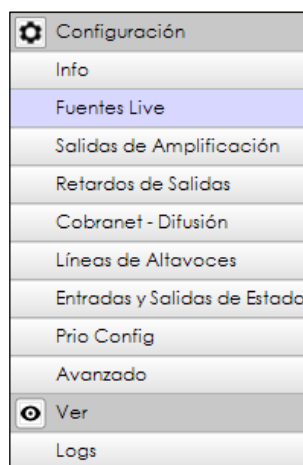 Configuración
Info
Fuentes Live
Salidas de Amplificación
Retardos de Salidas
Cobranet - Difusión
Líneas de Altavoces
Entradas y Salidas de Estado
Prio Config
Avanzado
Ver
Logs